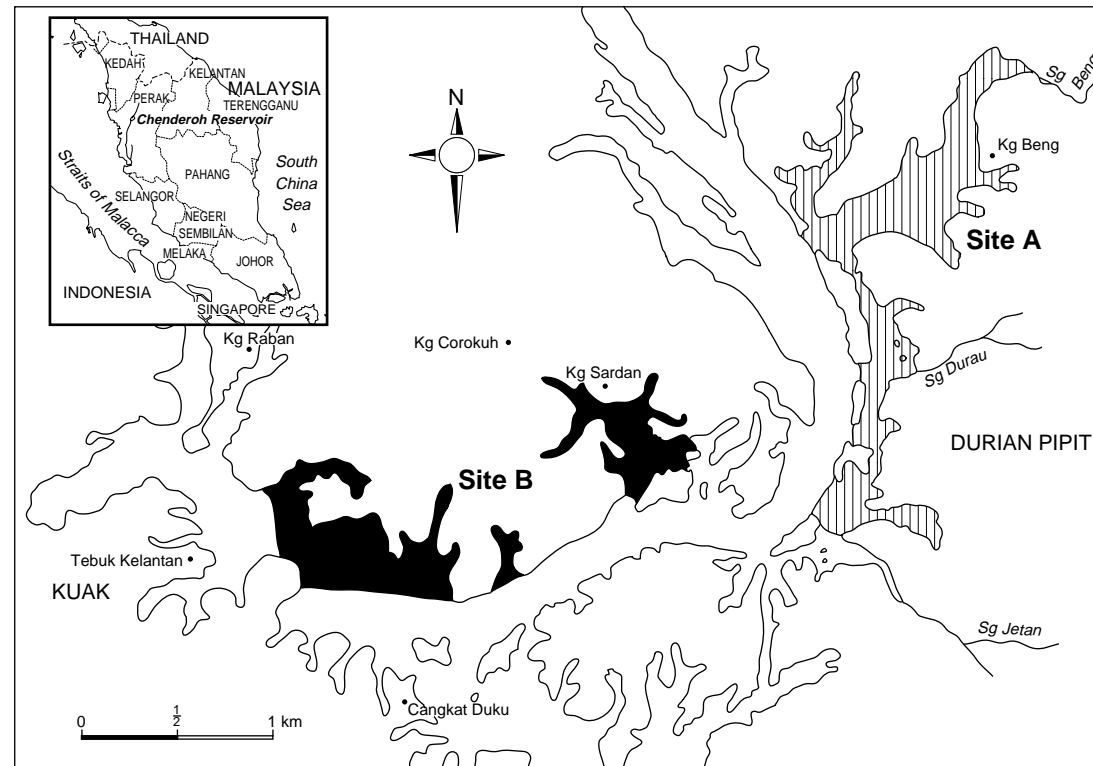 THAILAND
KEDAH
KELANTAN
MALAYSIA
PERAK
TERENGGANU
Chenderoh Reservoir
Straits of Malacca
PAHANG
South
China
Sea
SELANGOR
NEGERI
SEMBILAN
MELAKA
JOHOR
INDONESIA
SINGAPORE
N
Sg Beng
Kg Beng
Site A
Kg Raban
Kg Corokuh
Kg Sardan
Sg Durau
DURIAN PIPIT
Site B
Tebuk Kelantan
KUAK
Sg Jetan
Cangkat Duku
0 1/2 1 km